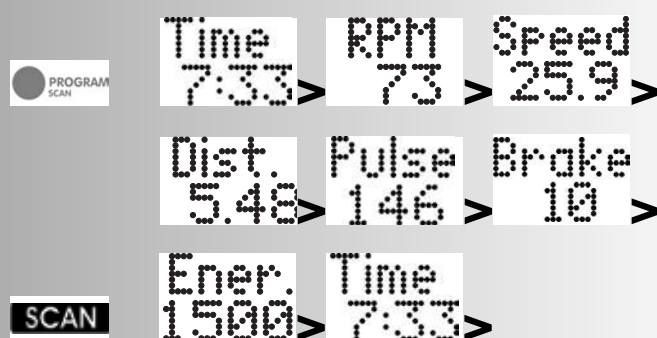 PROGRAM
SCAN
Time
7:33
>
RPM
73
>
Speed
25.9
>
Dist.
5.48
>
Pulse
146
>
Brake
10
>
SCAN
Ener.
1500
>
Time
7:33
>